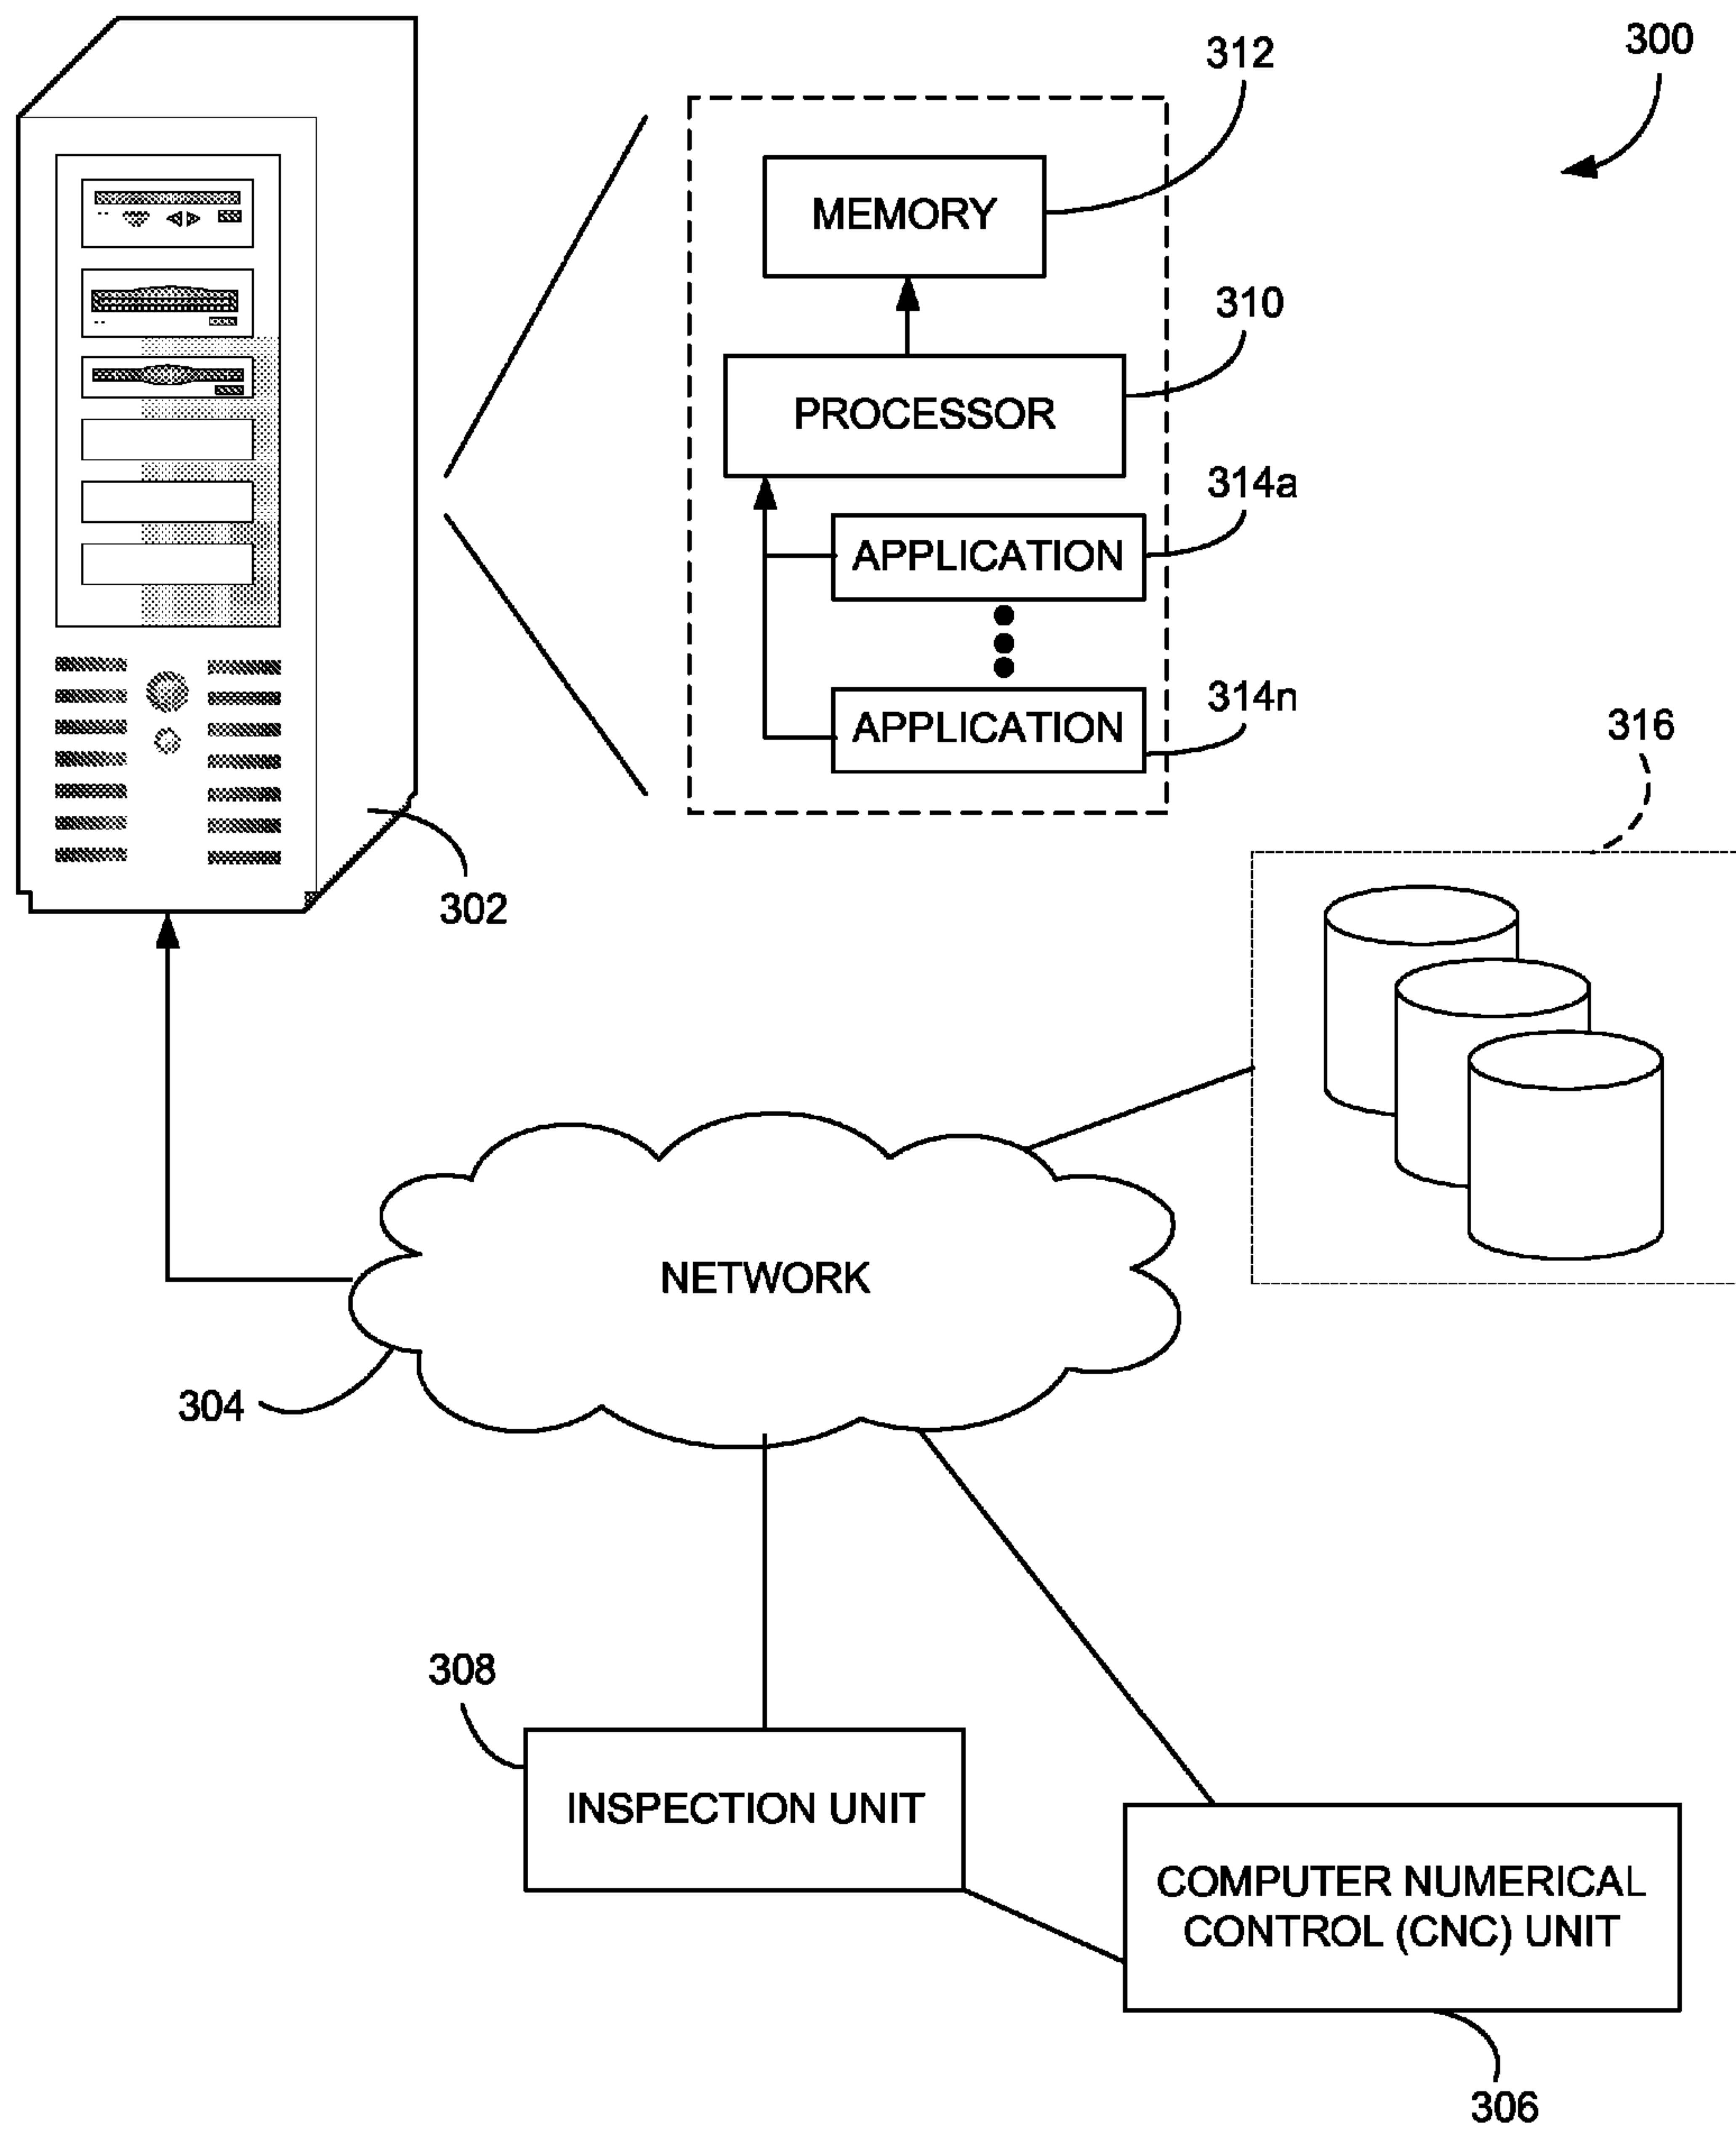 300
312
MEMORY
310
PROCESSOR
314a
APPLICATION
314n
APPLICATION
316
302
NETWORK
304
308
INSPECTION UNIT
COMPUTER NUMERICAL
CONTROL (CNC) UNIT
306